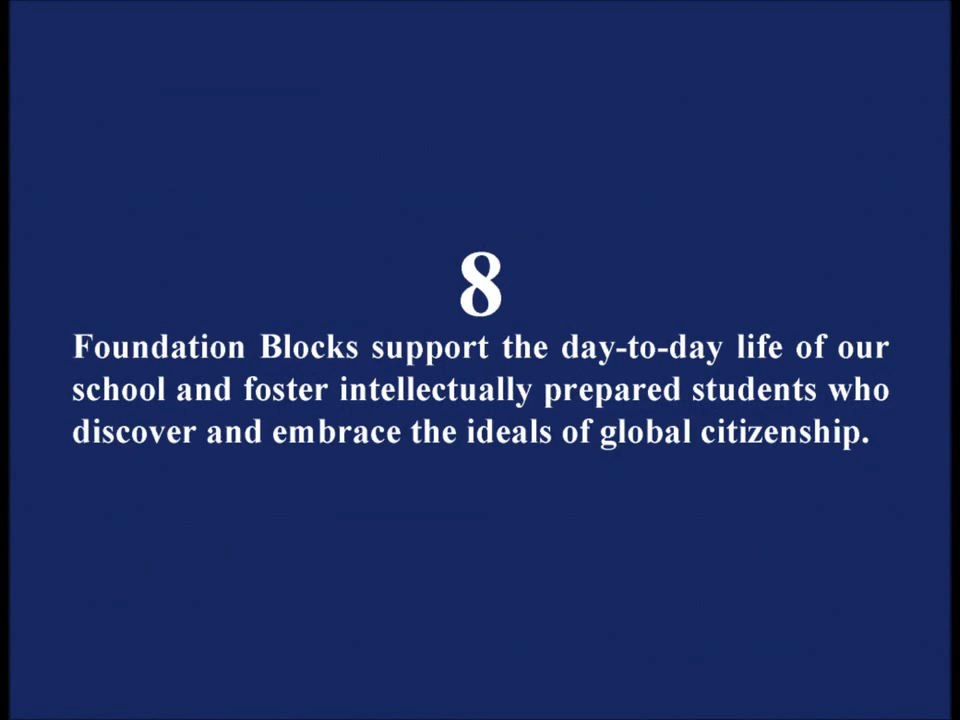 8
Foundation Blocks support the day-to-day life of our
school and foster intellectually prepared students who
discover and embrace the ideals of global citizenship.